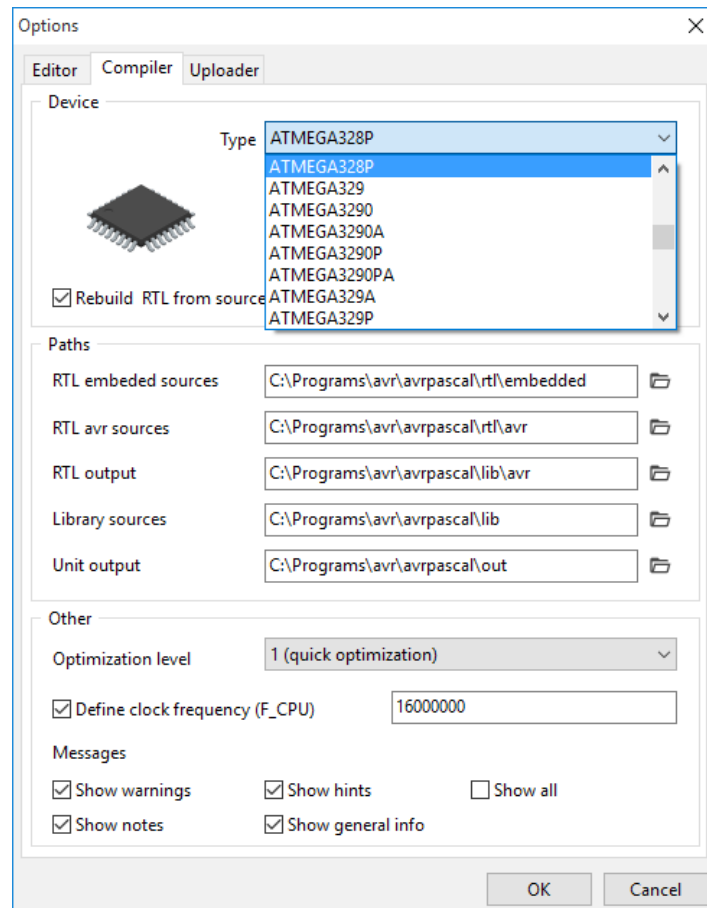 Options
Editor Compiler Uploader
Device
Type ATMEGA328P
ATMEGA328P
ATMEGA329
ATMEGA3290
ATMEGA3290A
ATMEGA3290P
ATMEGA3290PA
ATMEGA329A
ATMEGA329P
Rebuild RTL from source
Paths
RTL embeded sources C:\Programs\avr\avrpascal\rtl\embedded
RTL avr sources C:\Programs\avr\avrpascal\rtl\avr
RTL output C:\Programs\avr\avrpascal\lib\avr
Library sources C:\Programs\avr\avrpascal\lib
Unit output C:\Programs\avr\avrpascal\out
Other
Optimization level 1 (quick optimization)
Define clock frequency (F_CPU) 16000000
Messages
Show warnings Show hints Show all
Show notes Show general info
OK Cancel